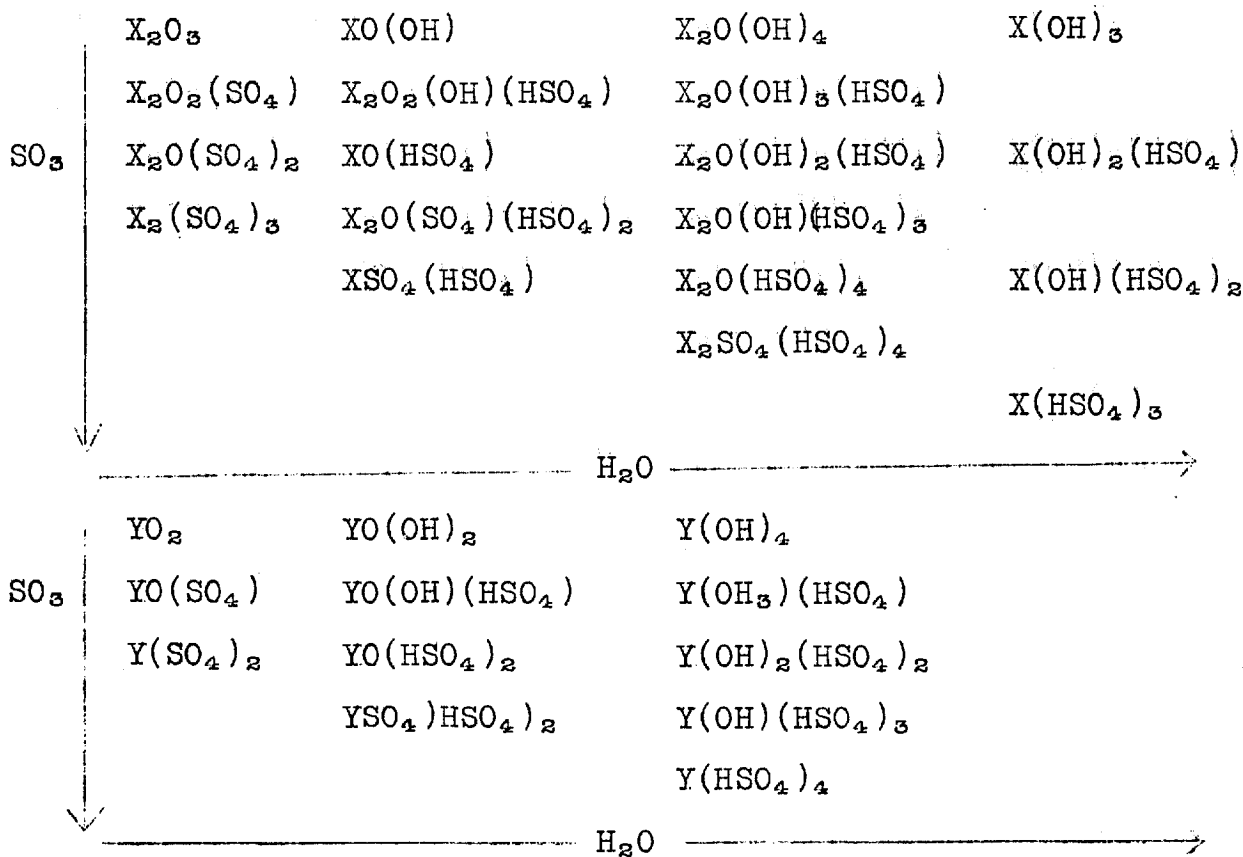 X₂O₃ XO(OH) X₂O(OH)₄ X(OH)₃
X₂O₂(SO₄) X₂O₂(OH)(HSO₄) X₂O(OH)₃(HSO₄)
SO₃ X₂O(SO₄)₂ XO(HSO₄) X₂O(OH)₂(HSO₄) X(OH)₂(HSO₄)
X₂(SO₄)₃ X₂O(SO₄)(HSO₄)₂ X₂O(OH)(HSO₄)₃
XSO₄(HSO₄) X₂O(HSO₄)₄ X(OH)(HSO₄)₂
X₂SO₄(HSO₄)₄
X(HSO₄)₃
H₂O
YO₂ YO(OH)₂ Y(OH)₄
SO₃ YO(SO₄) YO(OH)(HSO₄) Y(OH₃)(HSO₄)
Y(SO₄)₂ YO(HSO₄)₂ Y(OH)₂(HSO₄)₂
YSO₄)HSO₄)₂ Y(OH)(HSO₄)₃
Y(HSO₄)₄
H₂O